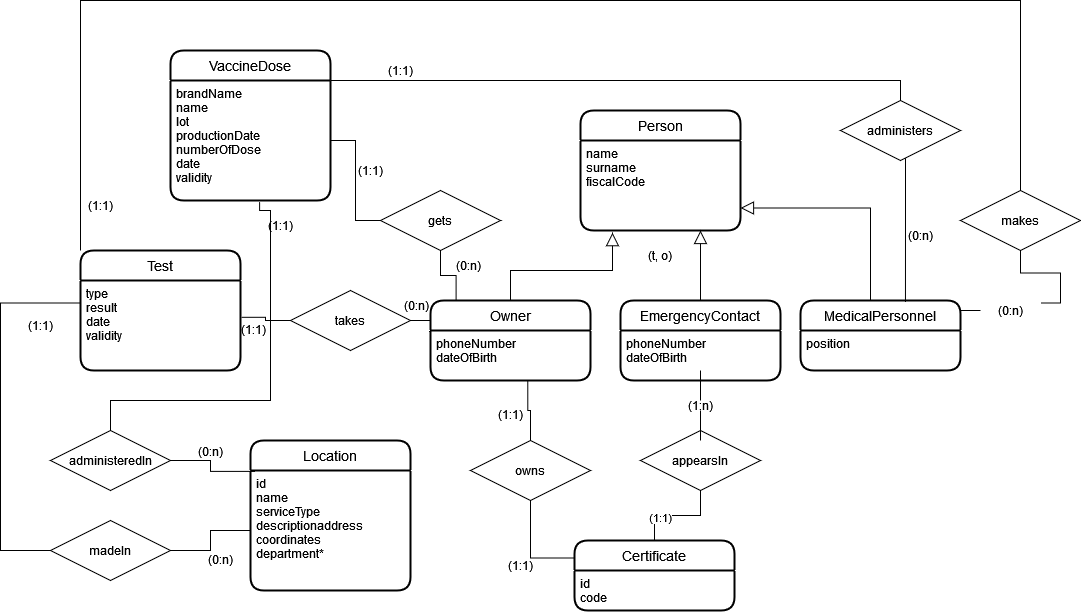 VaccineDose
brandName
name
lot
productionDate
numberOfDose
date
validity
(1:1)
administers
Person
name
surname
fiscalCode
(1:1)
gets
(1:1)
(1:1)
makes
(0:n)
(t, o)
(0:n)
Test
type
result
date
validity
(1:1)
(1:1)
takes
(0:n)
Owner
phoneNumber
dateOfBirth
EmergencyContact
phoneNumber
dateOfBirth
MedicalPersonnel
position
(0:n)
(1:1)
(1:n)
administeredIn
(0:n)
Location
id
name
serviceType
descriptionaddress
coordinates
department*
owns
appearsIn
(1:1)
madeIn
(0:n)
(1:1)
Certificate
id
code